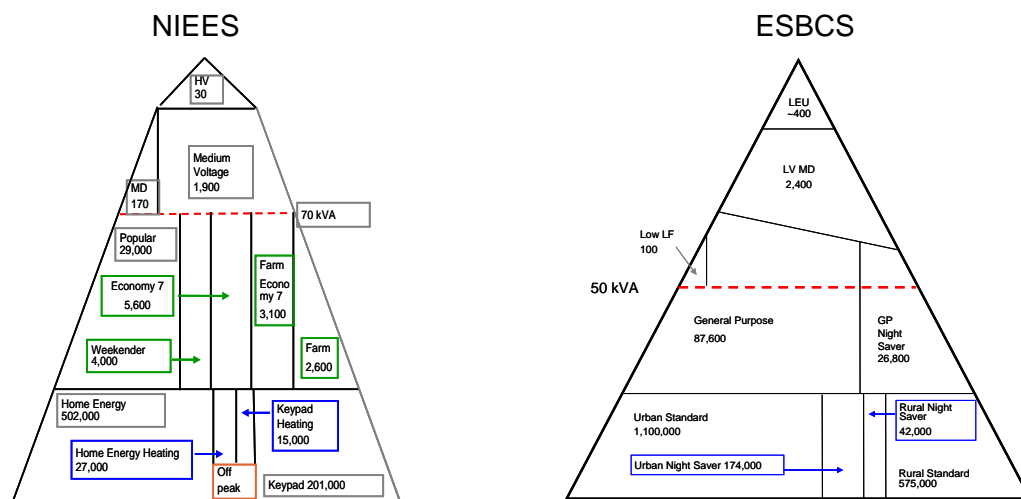 NIEES
HV
30
Medium
Voltage
1,900
MD
170
70 kVA
Popular
29,000
Economy 7
5,600
Farm
Econo
my 7
3,100
Weekender
4,000
Farm
2,600
Home Energy
502,000
Keypad
Heating
15,000
Home Energy Heating
27,000
Off
peak
Keypad 201,000
ESBCS
LEU
~400
LV MD
2,400
Low LF
100
50 kVA
General Purpose
87,600
GP
Night
Saver
26,800
Urban Standard
1,100,000
Rural Night
Saver
42,000
Urban Night Saver 174,000
Rural Standard
575,000